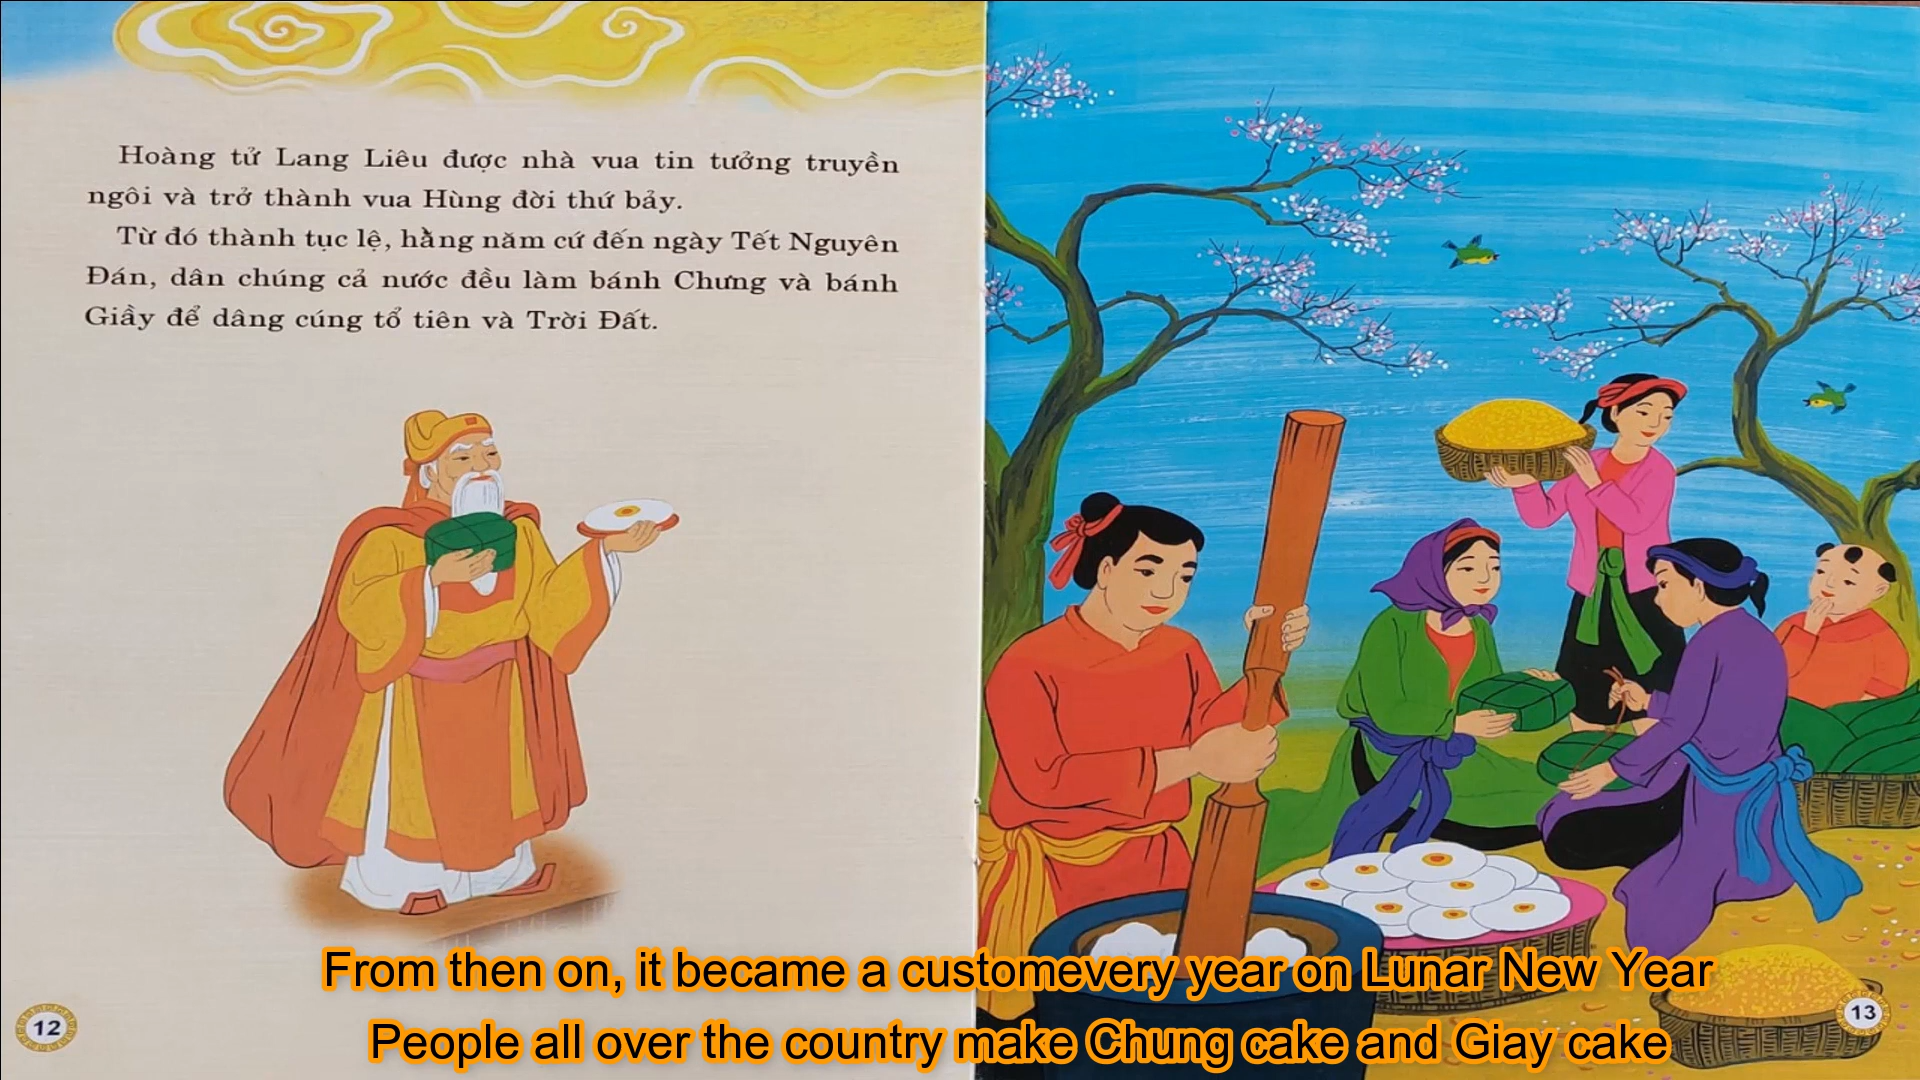 Hoàng tử Lang Liêu được nhà vua tin tưởng truyền
ngôi và trở thành vua Hùng đời thứ bảy.
Từ đó thành tục lệ, hằng năm cứ đến ngày Tết Nguyên
Đán, dân chúng cả nước đều làm bánh Chưng và bánh
Giầy để dâng cúng tổ tiên và Trời Đất.
12
13
From then on, it became a customevery year on Lunar New Year
People all over the country make Chung cake and Giay cake